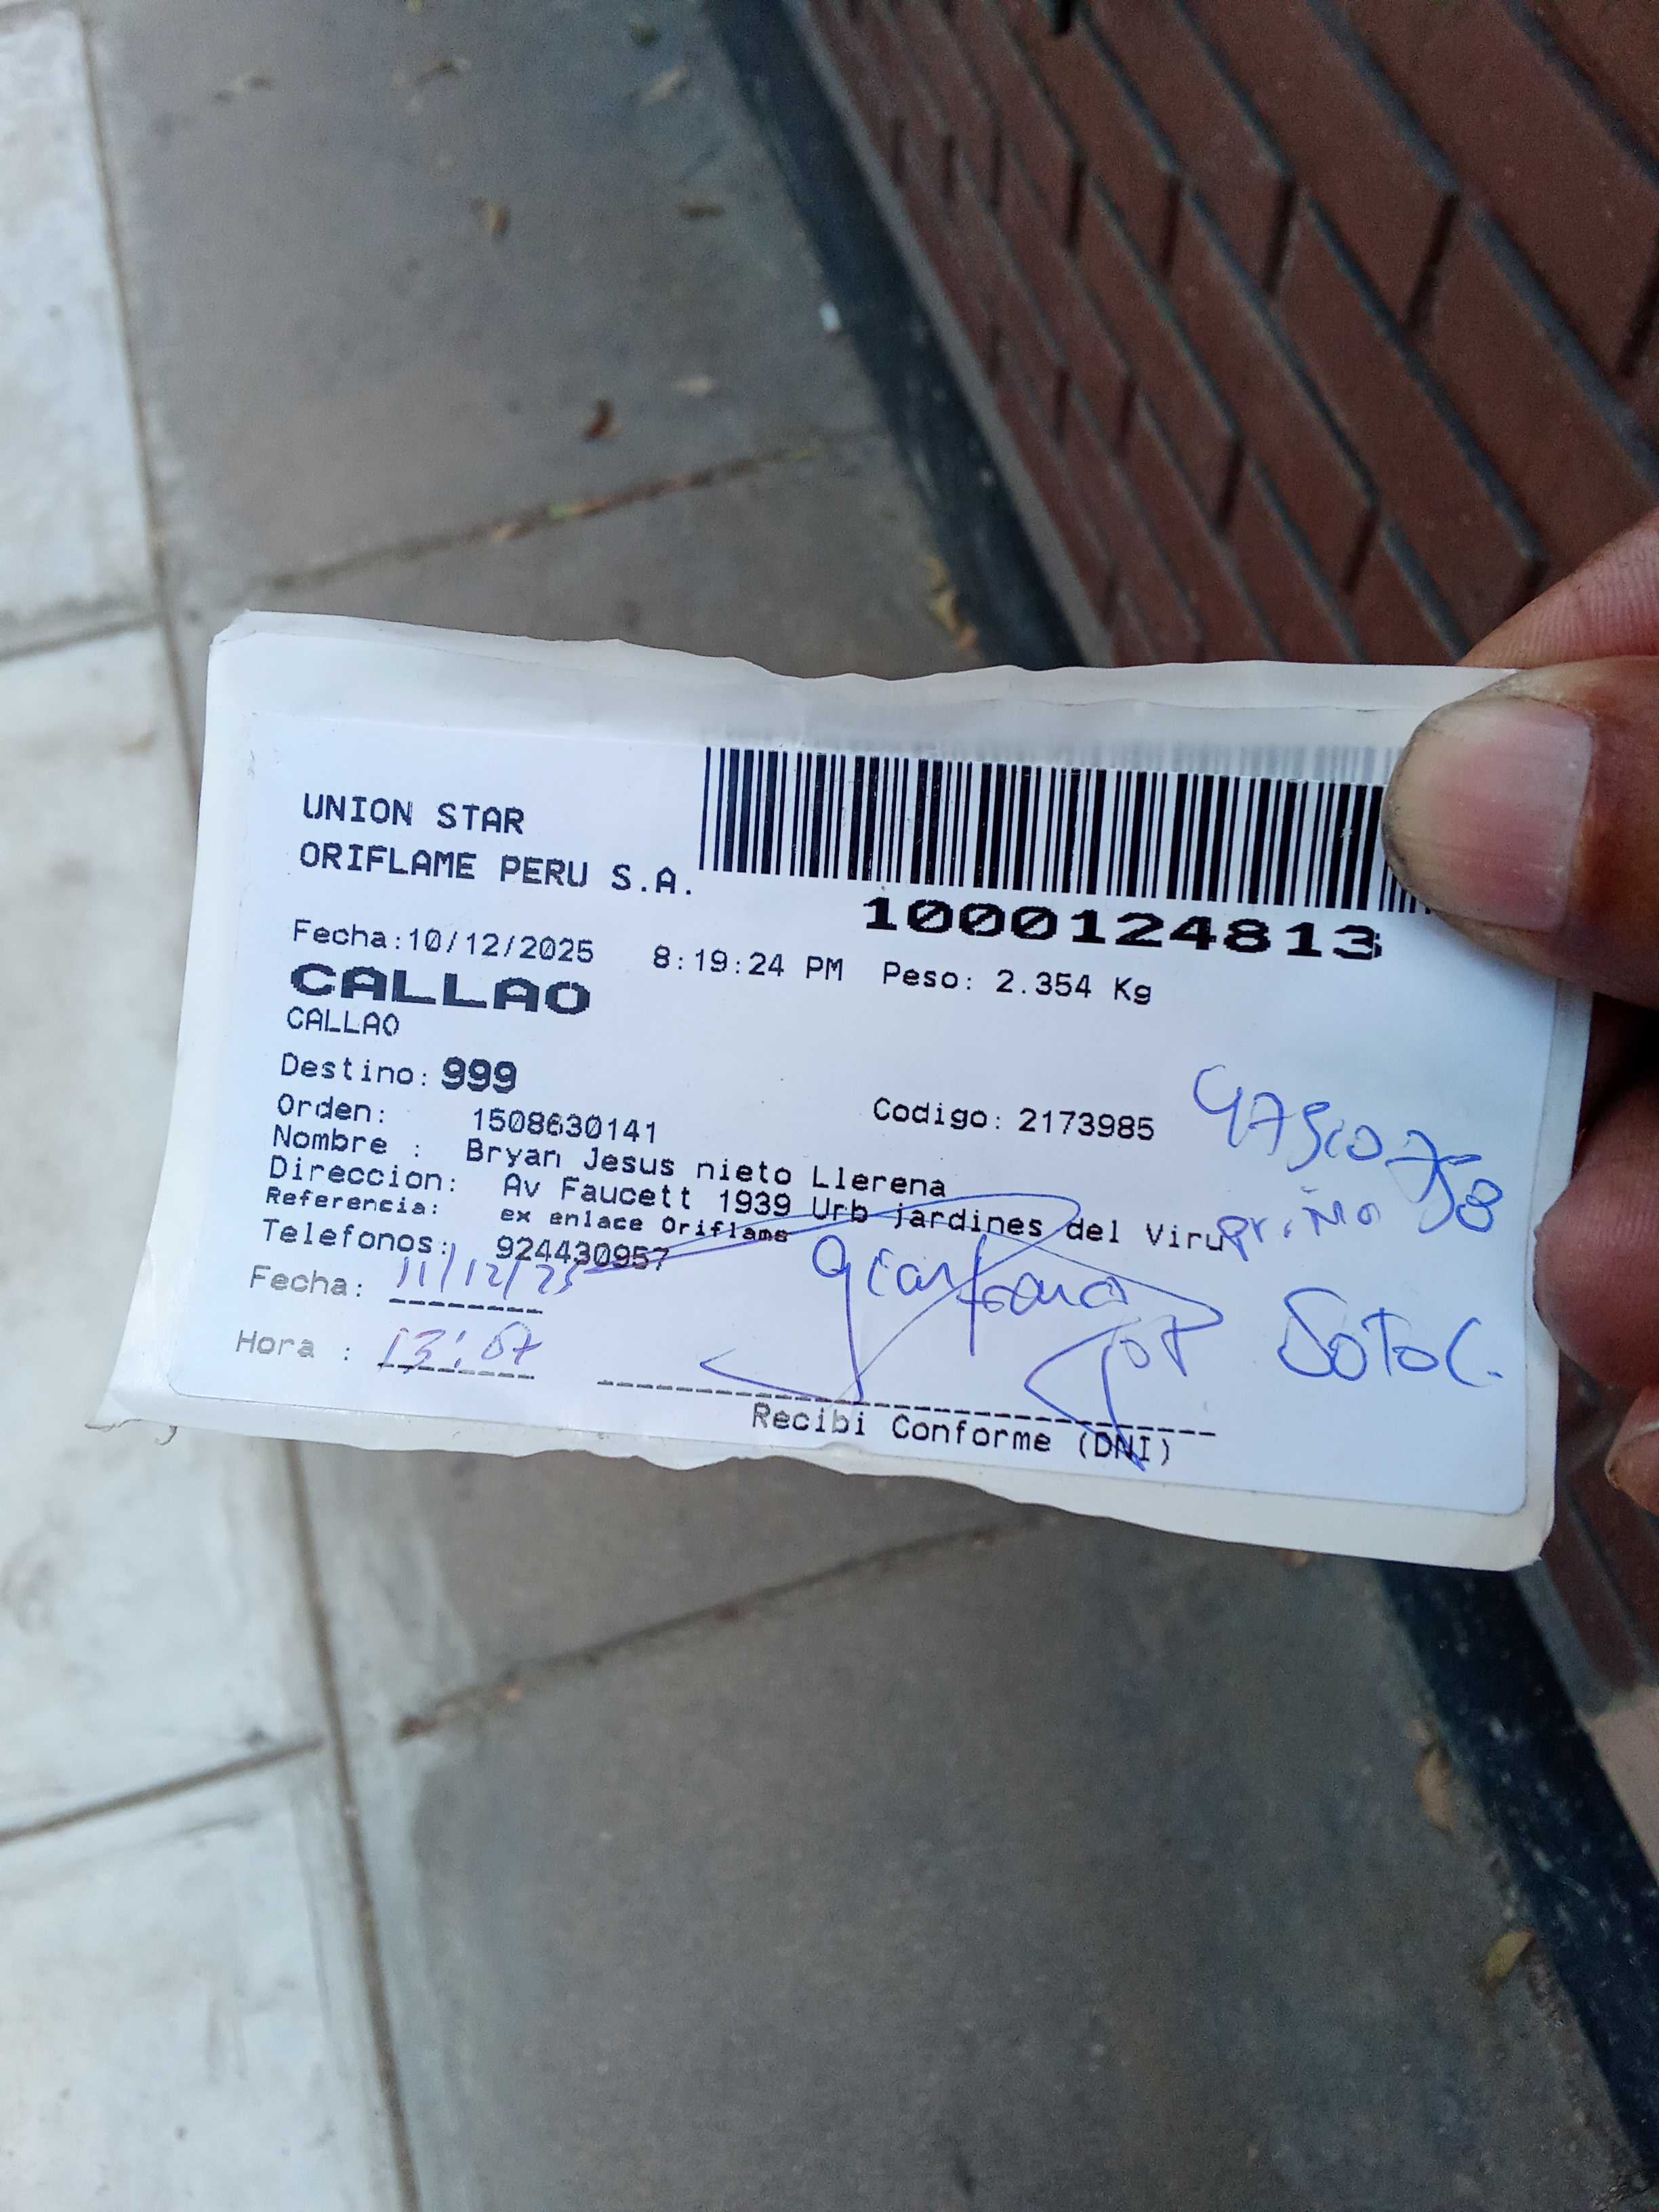 UNION STAR
ORIFLAME PERU S.A.
1000124813
Fecha:10/12/2025 8:19:24 PM Peso: 2.354 Kg
CALLAO
CALLAO
Destino: 999
Orden: 1508630141 Codigo: 2173985
Nombre : Bryan Jesus nieto Llerena
Direccion: Av Faucett 1939 Urb jardines del Viru
Referencia: ex enlace Oriflame
Telefonos: 924430957
Fecha: 11/12/25
Hora : 13:07
primo
Soto C.
Recibi Conforme (DNI)